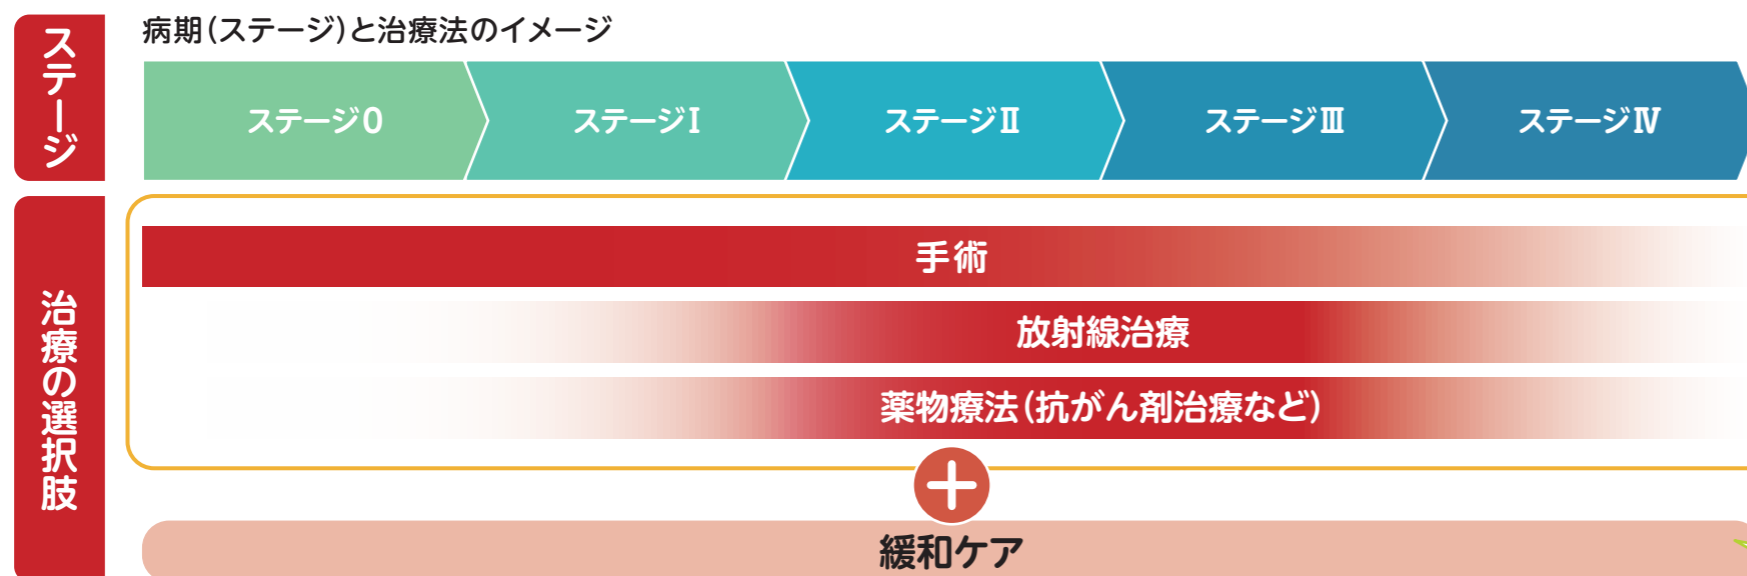 ステージ
病期(ステージ)と治療法のイメージ
ステージ0
ステージⅠ
ステージⅡ
ステージⅢ
ステージⅣ
治療の選択肢
手術
放射線治療
薬物療法(抗がん剤治療など)
+
緩和ケア